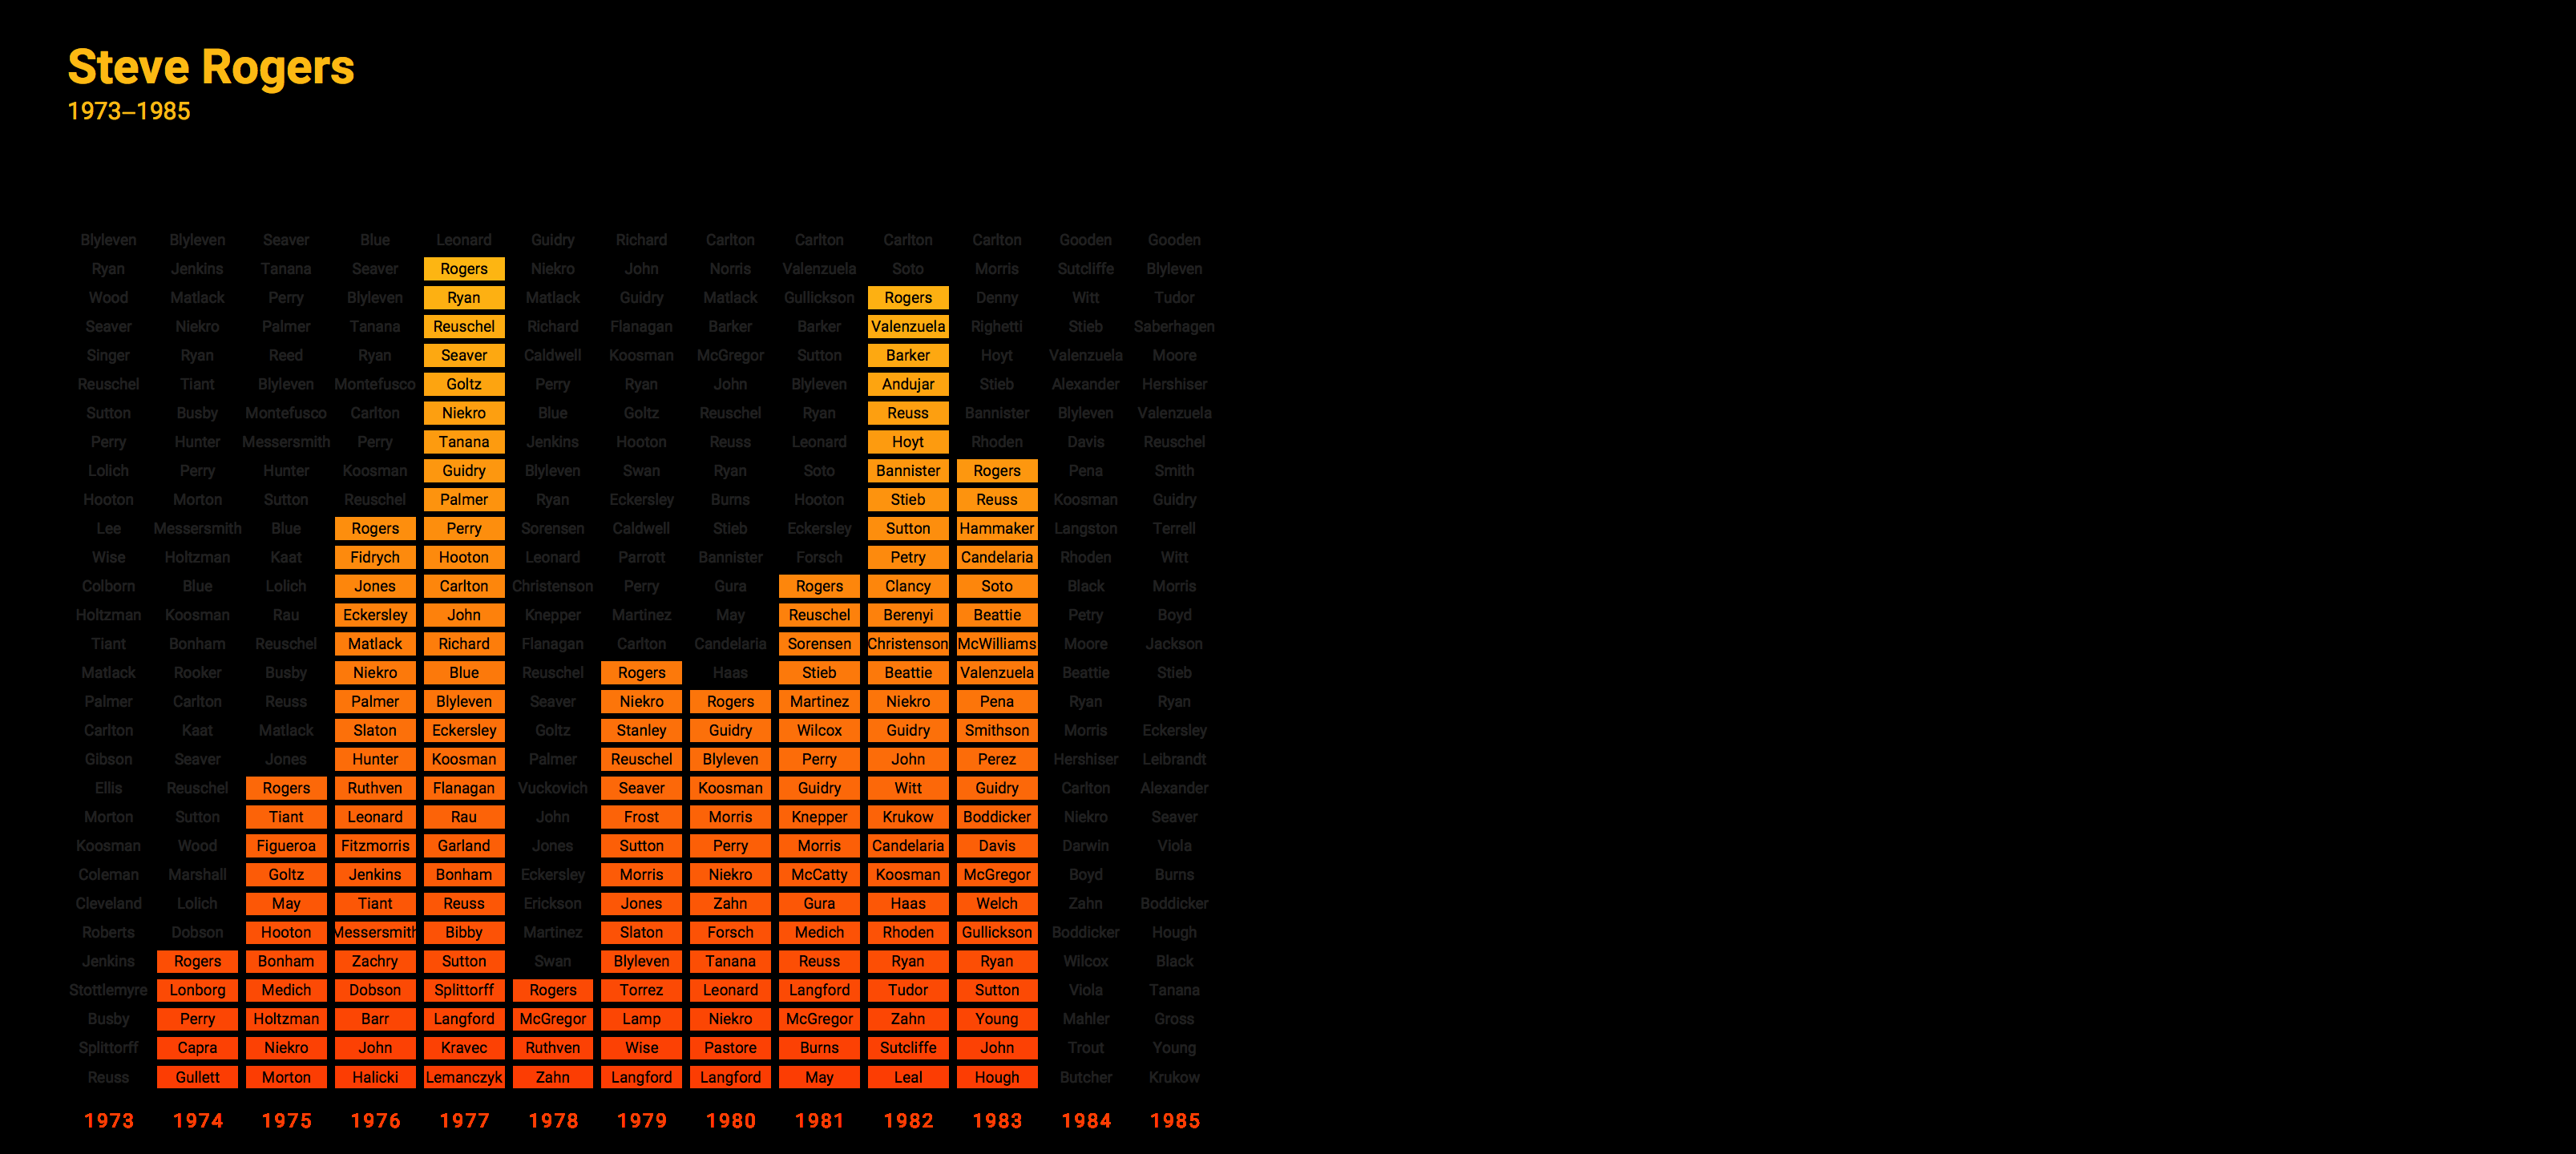 Steve Rogers
1973–1985
Blyleven Blyleven Seaver Blue Leonard Guidry Richard Carlton Carlton Carlton Carlton Gooden Gooden
Ryan Jenkins Tanana Seaver Rogers Niekro John Norris Valenzuela Soto Morris Sutcliffe Blyleven
Wood Matlack Perry Blyleven Ryan Matlack Guidry Matlack Gullickson Rogers Denny Witt Tudor
Seaver Niekro Palmer Tanana Reuschel Richard Flanagan Barker Barker Valenzuela Righetti Stieb Saberhagen
Singer Ryan Reed Ryan Seaver Caldwell Koosman McGregor Sutton Barker Hoyt Valenzuela Moore
Reuschel Tiant Blyleven Montefusco Goltz Perry Ryan John Blyleven Andujar Stieb Alexander Hershiser
Sutton Busby Montefusco Carlton Niekro Blue Goltz Reuschel Ryan Reuss Bannister Blyleven Valenzuela
Perry Hunter Messersmith Perry Tanana Jenkins Hooton Reuss Leonard Hoyt Rhoden Davis Reuschel
Lolich Perry Hunter Koosman Guidry Blyleven Swan Ryan Soto Bannister Rogers Pena Smith
Hooton Morton Sutton Reuschel Palmer Ryan Eckersley Burns Hooton Stieb Reuss Koosman Guidry
Lee Messersmith Blue Rogers Perry Sorensen Caldwell Stieb Eckersley Sutton Hammaker Langston Terrell
Wise Holtzman Kaat Fidrych Hooton Leonard Parrott Bannister Forsch Petry Candelaria Rhoden Witt
Colborn Blue Lolich Jones Carlton Christenson Perry Gura Rogers Clancy Soto Black Morris
Holtzman Koosman Rau Eckersley John Knepper Martinez May Reuschel Berenyi Beattie Petry Boyd
Tiant Bonham Reuschel Matlack Richard Flanagan Carlton Candelaria Sorensen Christenson McWilliams Moore Jackson
Matlack Rooker Busby Niekro Blue Reuschel Rogers Haas Stieb Beattie Valenzuela Beattie Stieb
Palmer Carlton Reuss Palmer Blyleven Seaver Niekro Rogers Martinez Niekro Pena Ryan Ryan
Carlton Kaat Matlack Slaton Eckersley Goltz Stanley Guidry Wilcox Guidry Smithson Morris Eckersley
Gibson Seaver Jones Hunter Koosman Palmer Reuschel Blyleven Perry John Perez Hershiser Leibrandt
Ellis Reuschel Rogers Ruthven Flanagan Vuckovich Seaver Koosman Guidry Witt Guidry Carlton Alexander
Morton Sutton Tiant Leonard Rau John Frost Morris Knepper Krukow Boddicker Niekro Seaver
Koosman Wood Figueroa Fitzmorris Garland Jones Sutton Perry Morris Candelaria Davis Darwin Viola
Coleman Marshall Goltz Jenkins Bonham Eckersley Morris Niekro McCatty Koosman McGregor Boyd Burns
Cleveland Lolich May Tiant Reuss Erickson Jones Zahn Gura Haas Welch Zahn Boddicker
Roberts Dobson Hooton Messersmith Bibby Martinez Slaton Forsch Medich Rhoden Gullickson Boddicker Hough
Jenkins Rogers Bonham Zachry Sutton Swan Blyleven Tanana Reuss Ryan Ryan Wilcox Black
Stottlemyre Lonborg Medich Dobson Splittorff Rogers Torrez Leonard Langford Tudor Sutton Viola Tanana
Busby Perry Holtzman Barr Langford McGregor Lamp Niekro McGregor Zahn Young Mahler Gross
Splittorff Capra Niekro John Kravec Ruthven Wise Pastore Burns Sutcliffe John Trout Young
Reuss Gullett Morton Halicki Lemanczyk Zahn Langford Langford May Leal Hough Butcher Krukow
1973 1974 1975 1976 1977 1978 1979 1980 1981 1982 1983 1984 1985